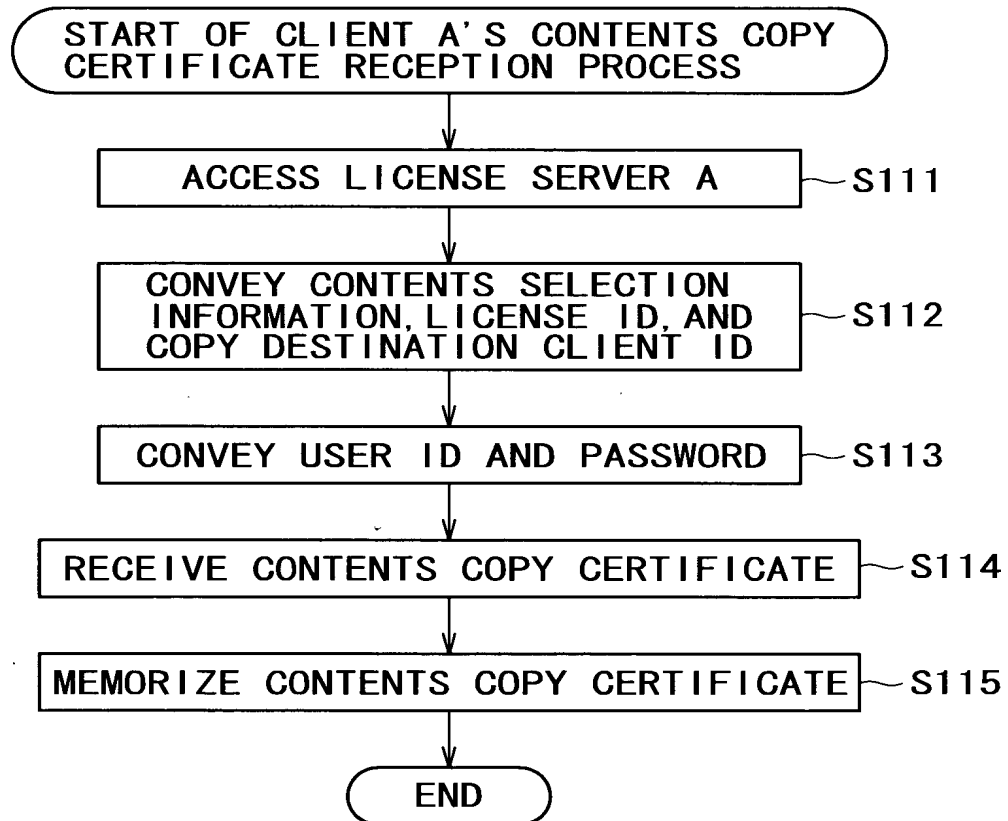 START OF CLIENT A'S CONTENTS COPY
CERTIFICATE RECEPTION PROCESS
ACCESS LICENSE SERVER A
S111
CONVEY CONTENTS SELECTION
INFORMATION, LICENSE ID, AND
COPY DESTINATION CLIENT ID
S112
CONVEY USER ID AND PASSWORD
S113
RECEIVE CONTENTS COPY CERTIFICATE
S114
MEMORIZE CONTENTS COPY CERTIFICATE
S115
END